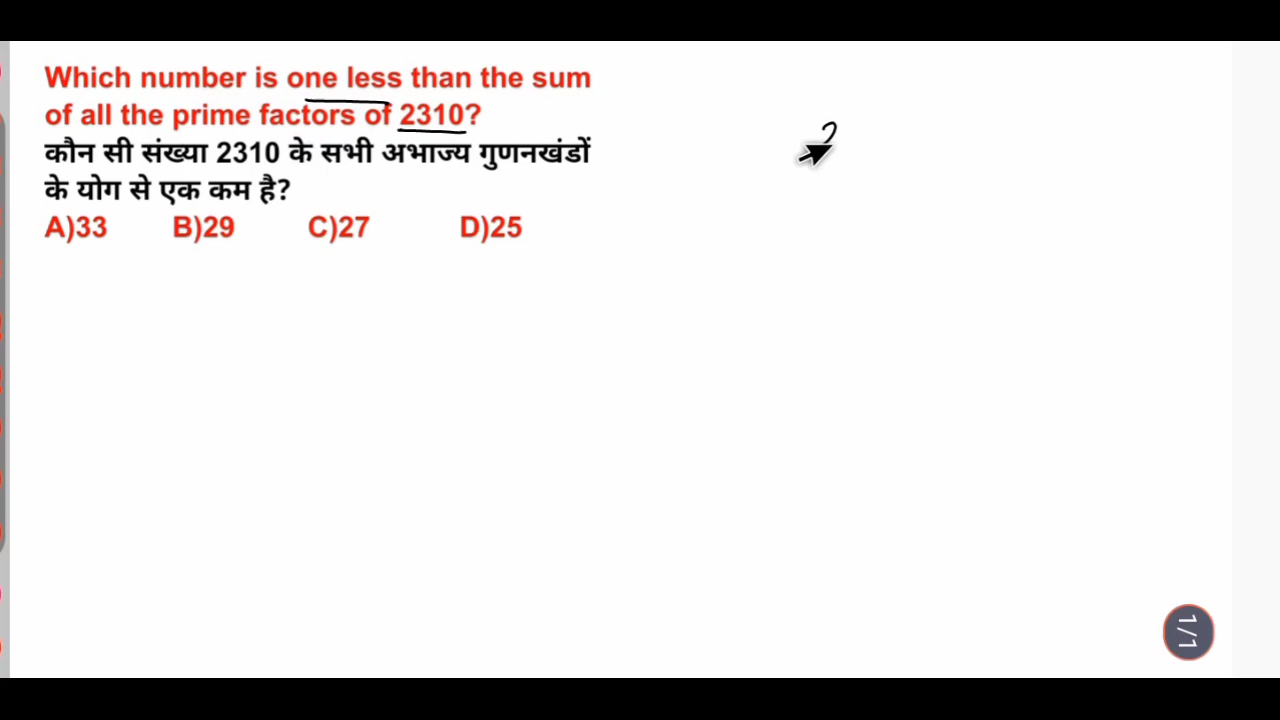 Which number is one less than the sum
of all the prime factors of 2310?
कौन सी संख्या 2310 के सभी अभाज्य गुणनखंडों
के योग से एक कम है?
A)33 B)29 C)27 D)25
2
1/1